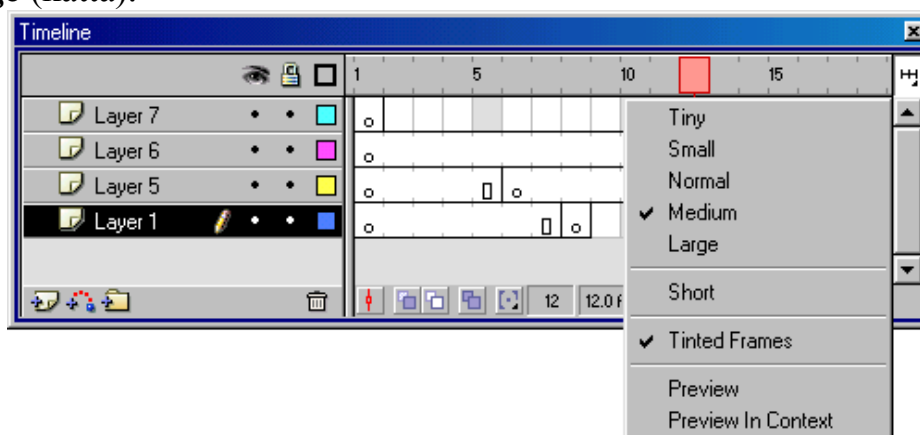 (katta).
Timeline
1 5 10 15
Layer 7
Layer 6
Layer 5
Layer 1
12 12.0 f
Tiny
Small
Normal
Medium
Large
Short
Tinted Frames
Preview
Preview In Context